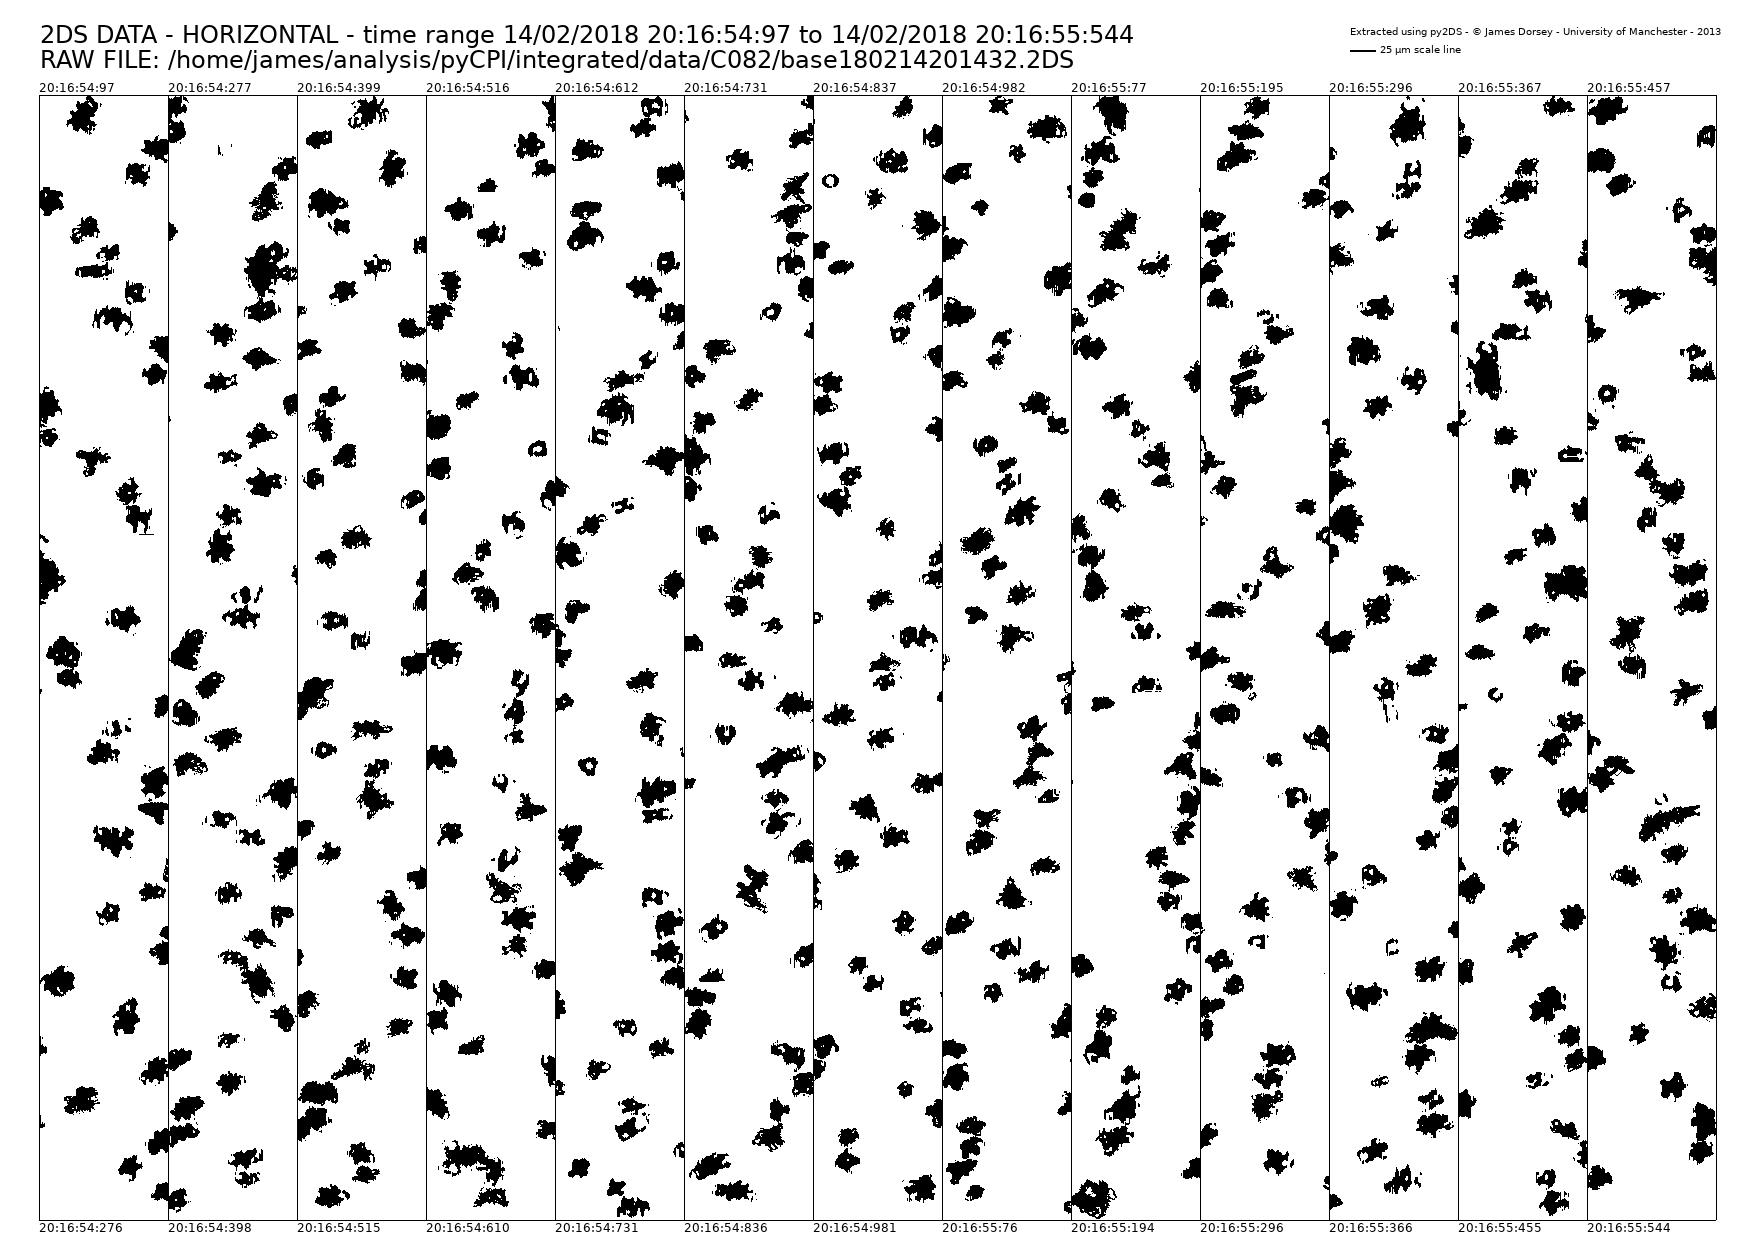 2DS DATA - HORIZONTAL - time range 14/02/2018 20:16:54:97 to 14/02/2018 20:16:55:544
RAW FILE: /home/james/analysis/pyCPI/integrated/data/C082/base180214201432.2DS
Extracted using py2DS - © James Dorsey - University of Manchester - 2013
25 µm scale line
20:16:54:97 20:16:54:277 20:16:54:399 20:16:54:516 20:16:54:612 20:16:54:731 20:16:54:837 20:16:54:982 20:16:55:77 20:16:55:195 20:16:55:296 20:16:55:367 20:16:55:457
20:16:54:276 20:16:54:398 20:16:54:515 20:16:54:610 20:16:54:731 20:16:54:836 20:16:54:981 20:16:55:76 20:16:55:194 20:16:55:296 20:16:55:366 20:16:55:455 20:16:55:544